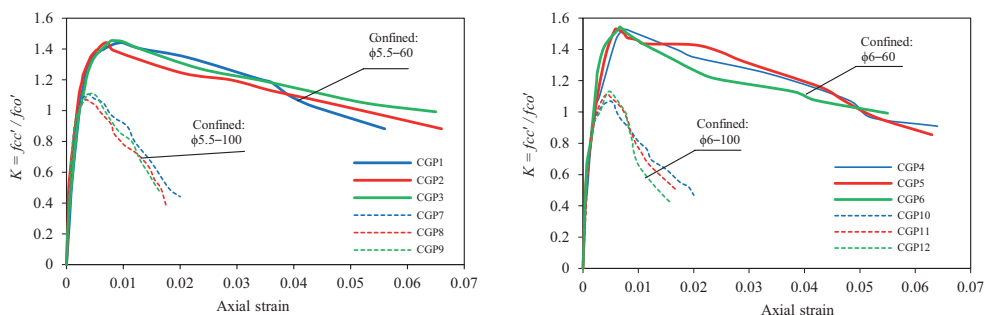 K = fcc' / fco'
1.6
1.4
1.2
1
0.8
0.6
0.4
0.2
0
0 0.01 0.02 0.03 0.04 0.05 0.06 0.07
Axial strain
Confined:
ϕ5.5−60
Confined:
ϕ5.5−100
CGP1
CGP2
CGP3
CGP7
CGP8
CGP9
K = fcc' / fco'
1.6
1.4
1.2
1
0.8
0.6
0.4
0.2
0
0 0.01 0.02 0.03 0.04 0.05 0.06 0.07
Axial strain
Confined:
ϕ6−60
Confined:
ϕ6−100
CGP4
CGP5
CGP6
CGP10
CGP11
CGP12